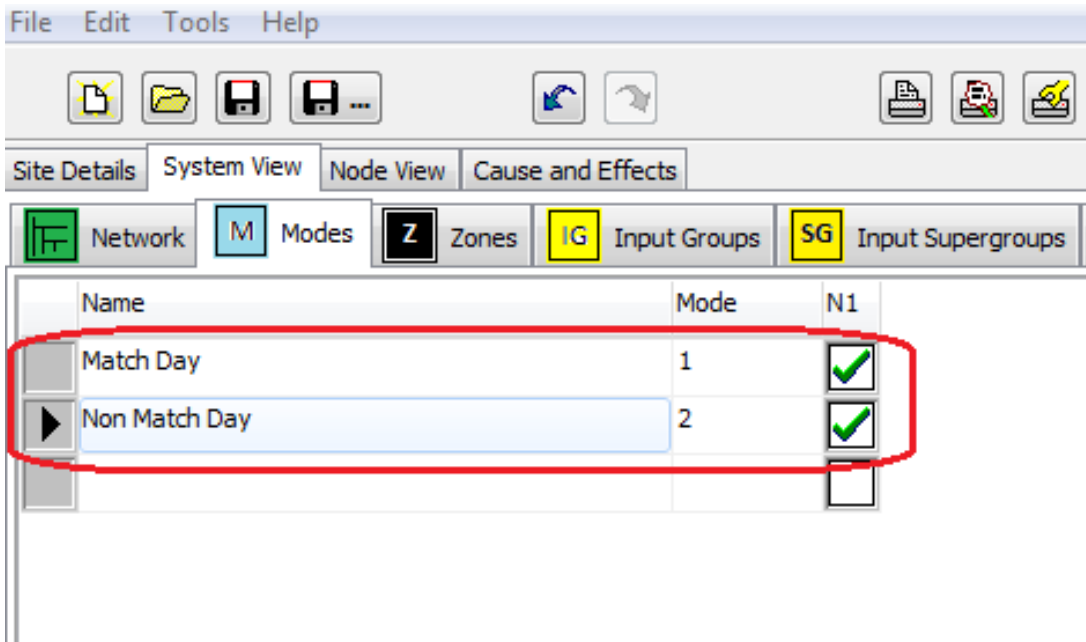 File Edit Tools Help
...
Site Details System View Node View Cause and Effects
Network M Modes Z Zones IG Input Groups SG Input Supergroups
Name Mode N1
Match Day 1
Non Match Day 2